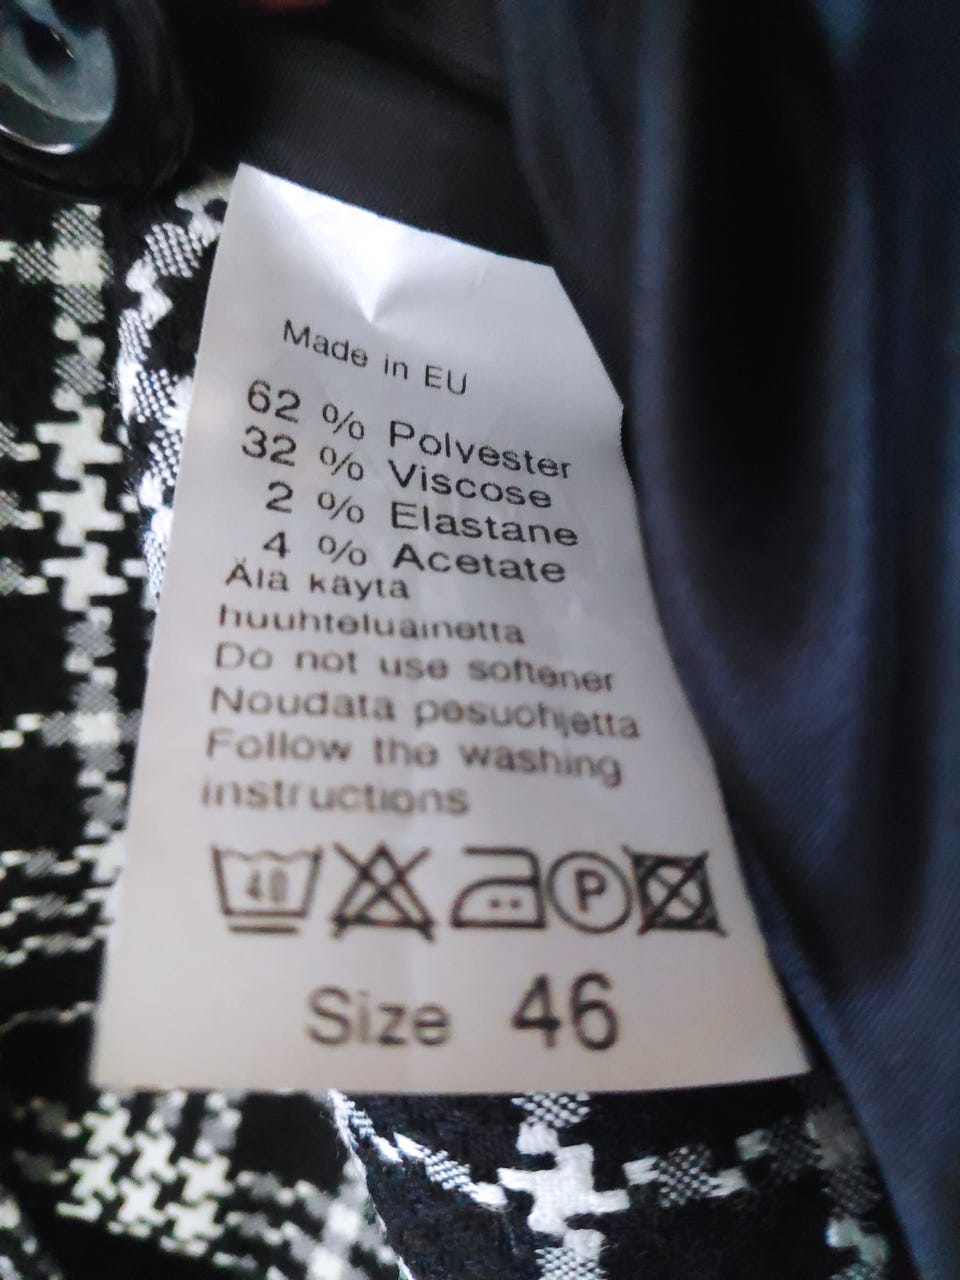 Made in EU
62 % Polyester
32 % Viscose
2 % Elastane
4 % Acetate
Älä käytä
huuhteluainetta
Do not use softener
Noudata pesuohjetta
Follow the washing
instructions
40 P
Size 46